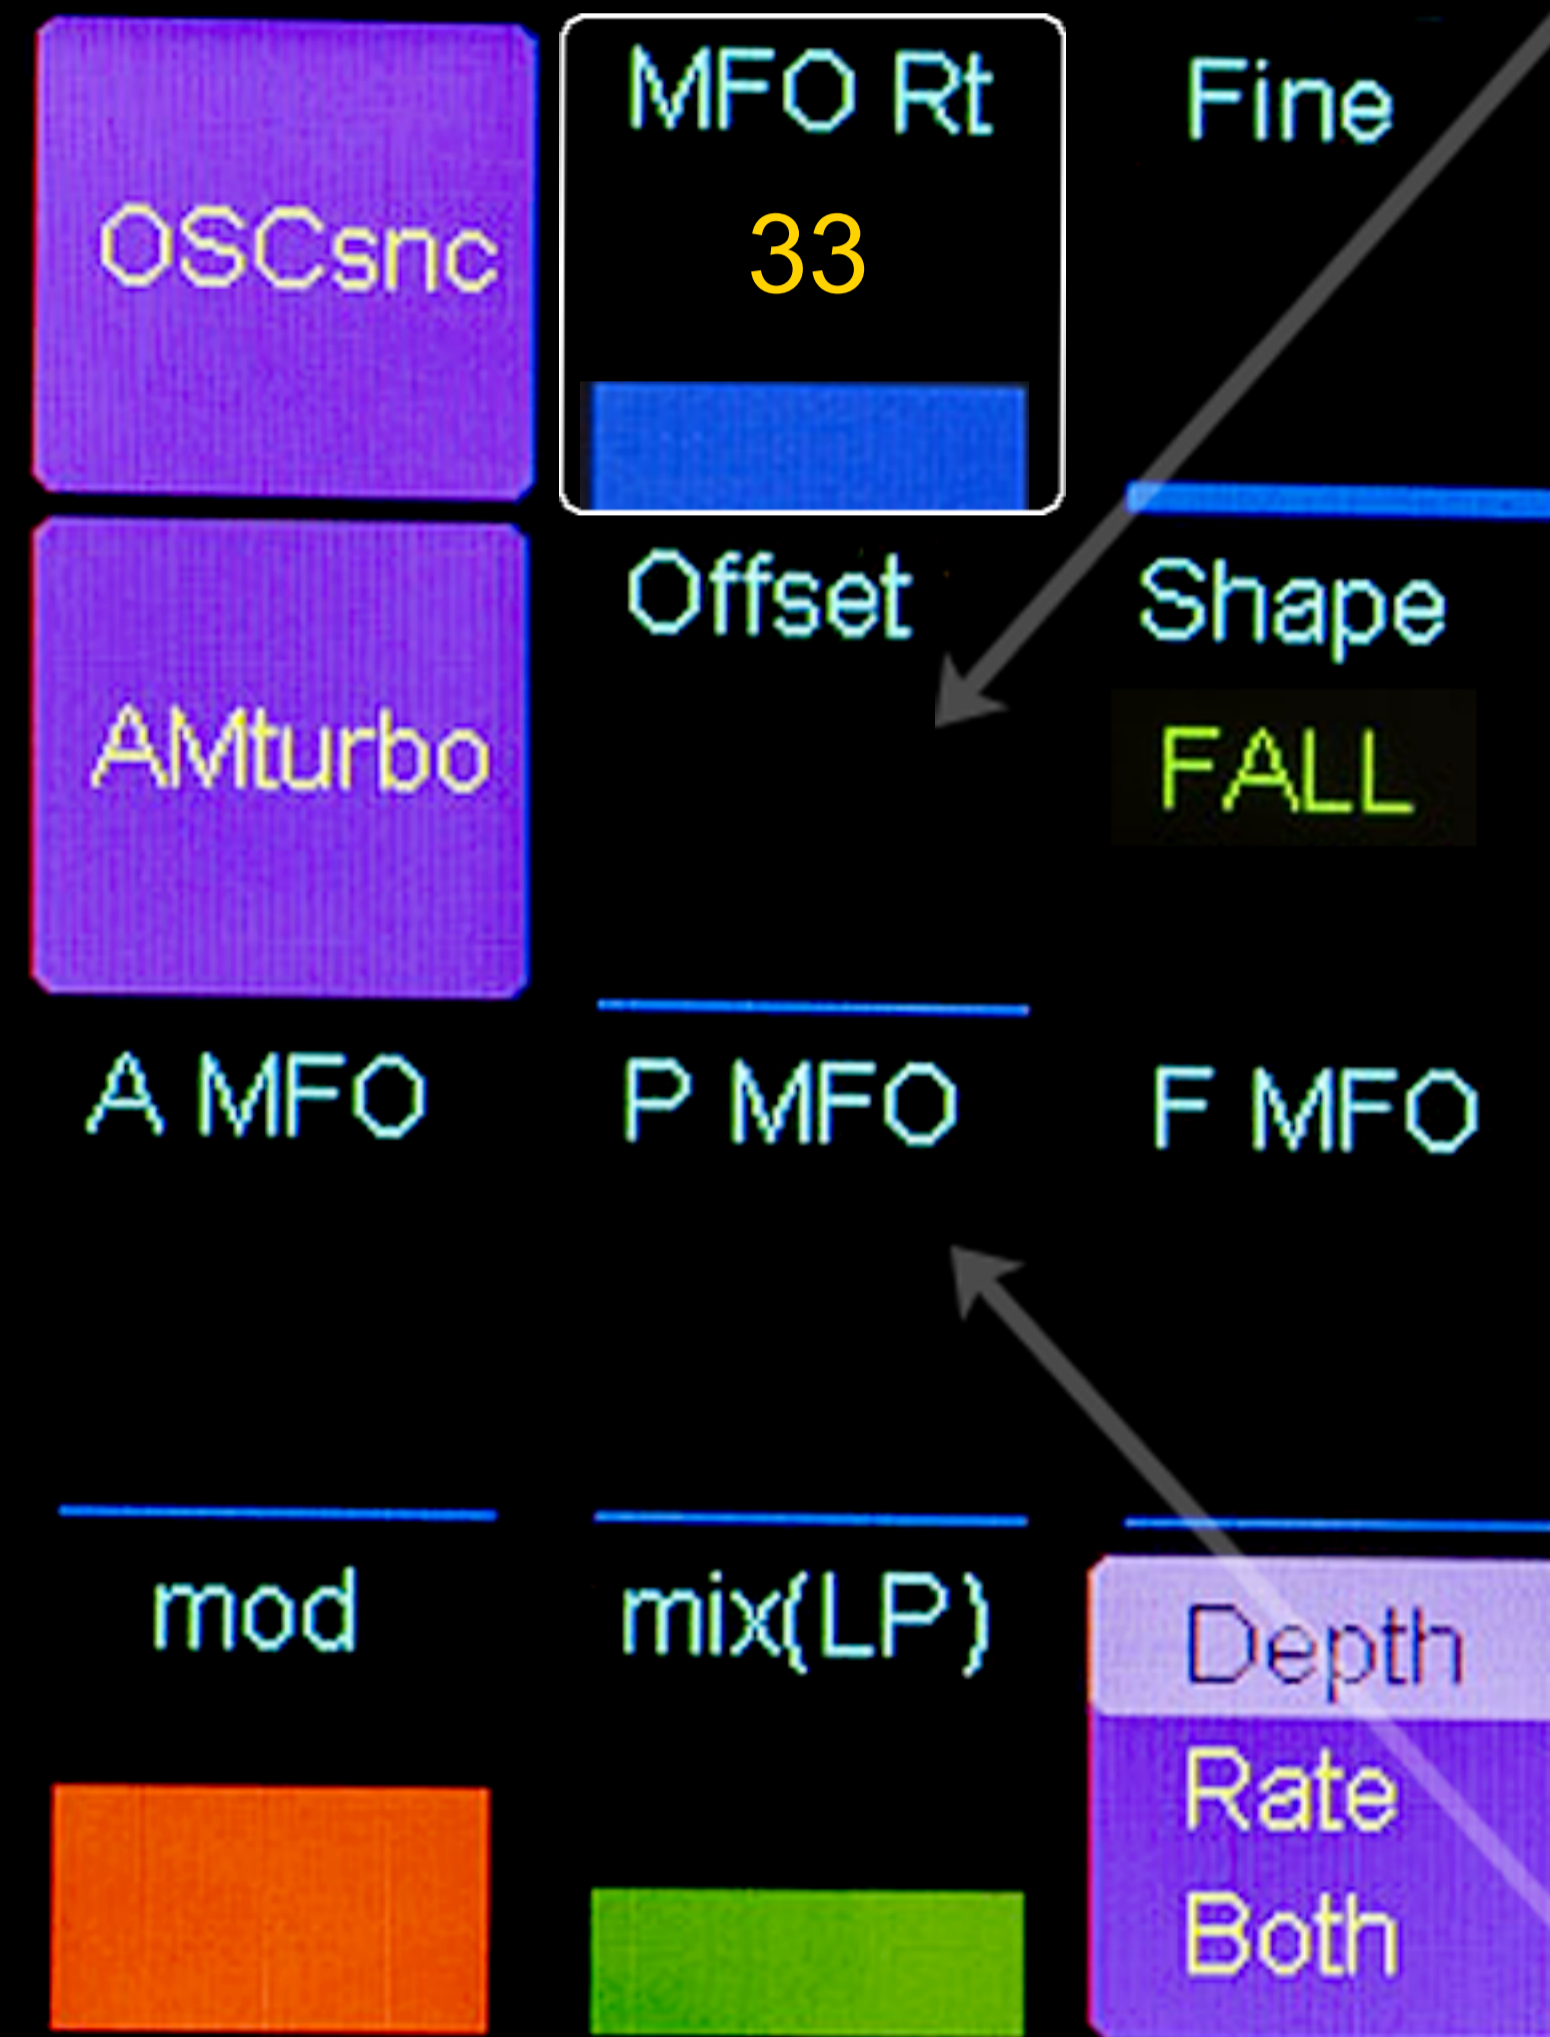 OSCsnc
MFO Rt
33
Fine
AMturbo
Offset
Shape
FALL
A MFO
P MFO
F MFO
mod
mix(LP)
Depth
Rate
Both